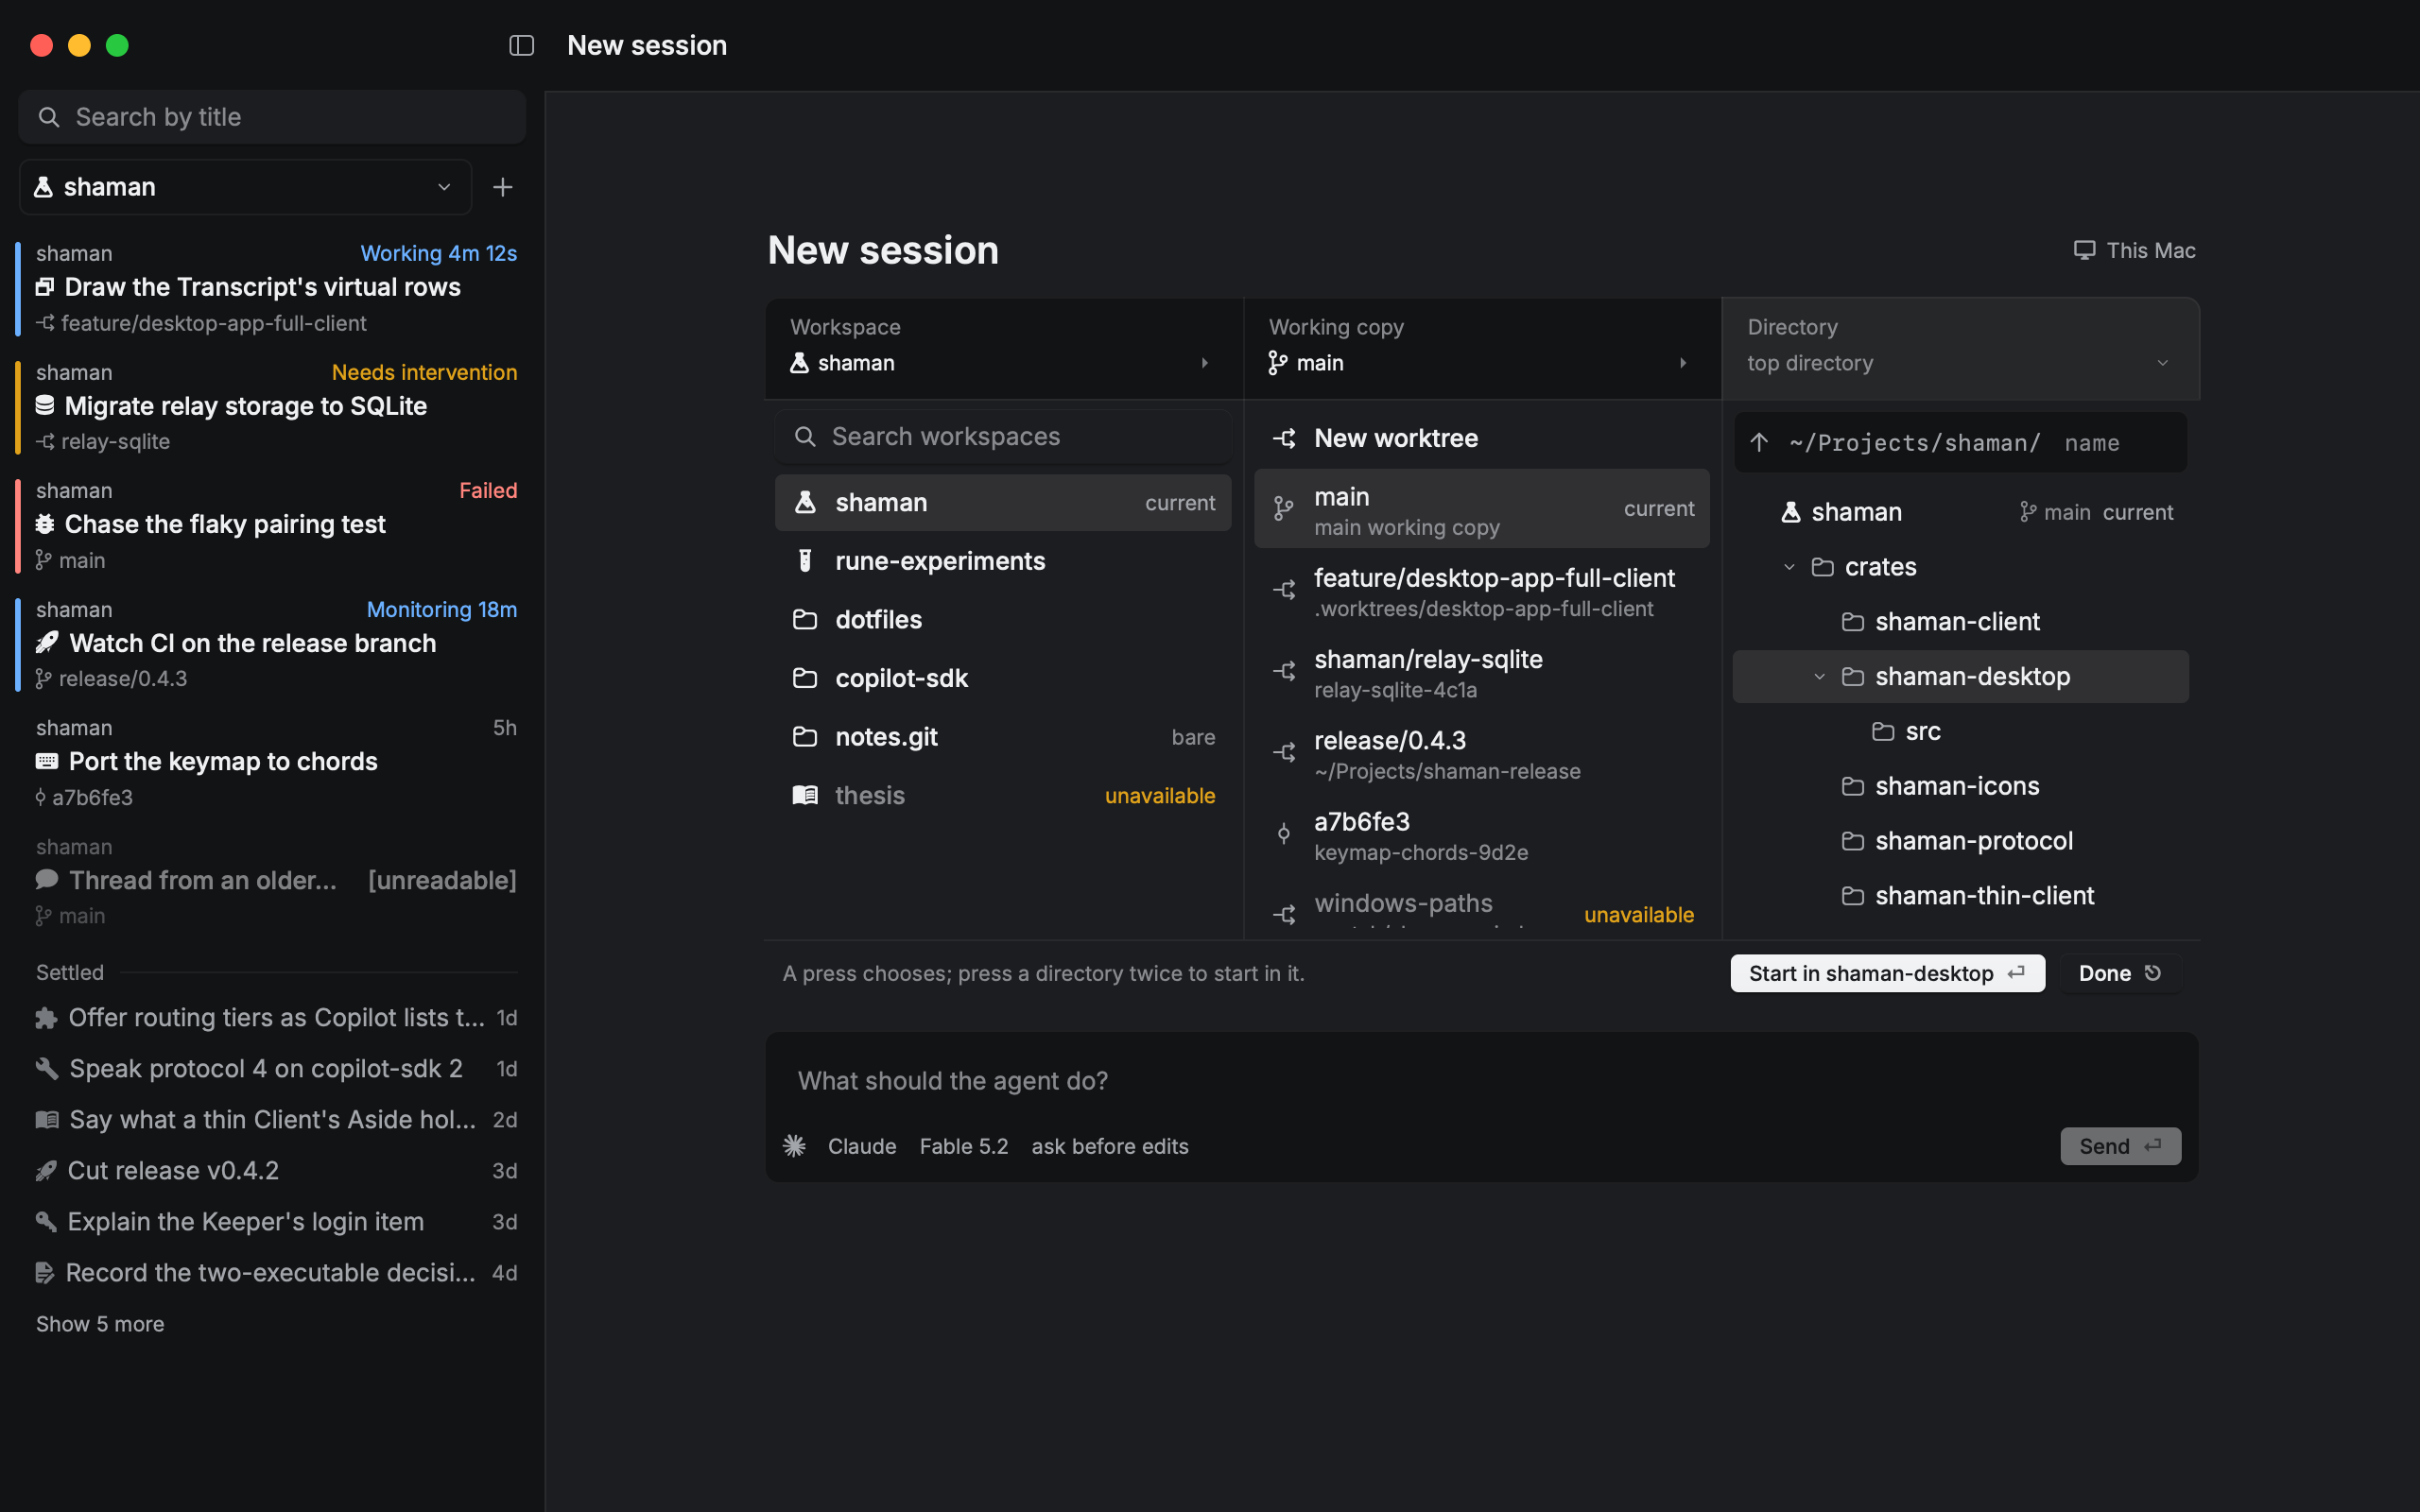 New session
Search by title
shaman
shaman Working 4m 12s
Draw the Transcript's virtual rows
feature/desktop-app-full-client
shaman Needs intervention
Migrate relay storage to SQLite
relay-sqlite
shaman Failed
Chase the flaky pairing test
main
shaman Monitoring 18m
Watch CI on the release branch
release/0.4.3
shaman 5h
Port the keymap to chords
a7b6fe3
shaman
Thread from an older... [unreadable]
main
Settled
Offer routing tiers as Copilot lists t... 1d
Speak protocol 4 on copilot-sdk 2 1d
Say what a thin Client's Aside hol... 2d
Cut release v0.4.2 3d
Explain the Keeper's login item 3d
Record the two-executable decisi... 4d
Show 5 more
New session
This Mac
Workspace
shaman
Search workspaces
shaman current
rune-experiments
dotfiles
copilot-sdk
notes.git bare
thesis unavailable
Working copy
main
New worktree
main
main working copy
current
feature/desktop-app-full-client
.worktrees/desktop-app-full-client
shaman/relay-sqlite
relay-sqlite-4c1a
release/0.4.3
~/Projects/shaman-release
a7b6fe3
keymap-chords-9d2e
windows-paths
unavailable
Directory
top directory
~/Projects/shaman/ name
shaman main current
crates
shaman-client
shaman-desktop
src
shaman-icons
shaman-protocol
shaman-thin-client
A press chooses; press a directory twice to start in it.
Start in shaman-desktop
Done
What should the agent do?
Claude Fable 5.2 ask before edits
Send